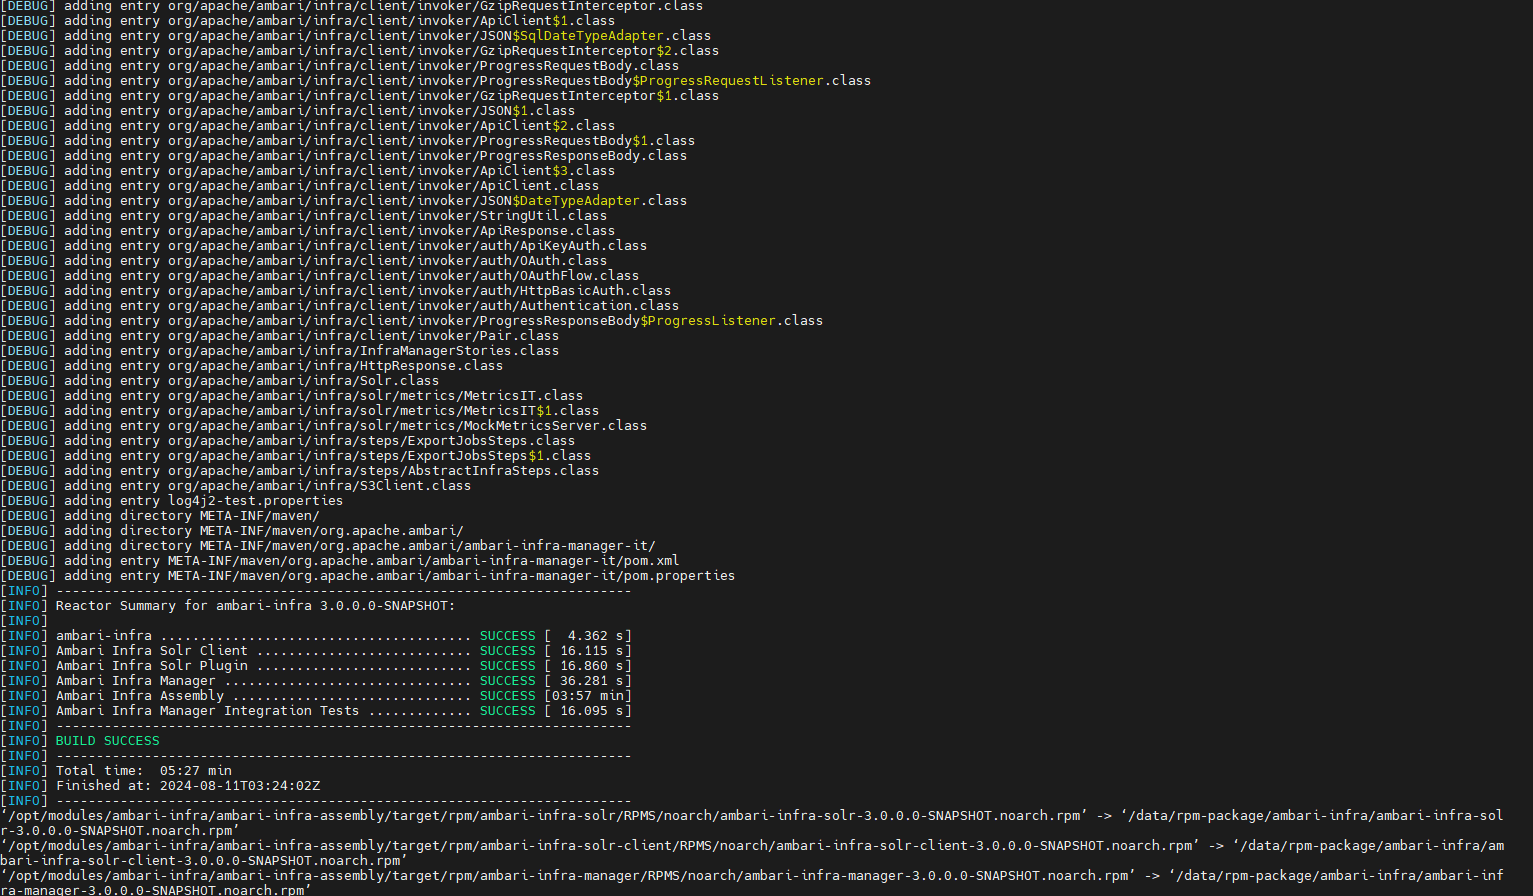 [DEBUG] adding entry org/apache/ambari/infra/client/invoker/GzipRequestInterceptor.class
[DEBUG] adding entry org/apache/ambari/infra/client/invoker/ApiClient$1.class
[DEBUG] adding entry org/apache/ambari/infra/client/invoker/JSON$SqlDateTypeAdapter.class
[DEBUG] adding entry org/apache/ambari/infra/client/invoker/GzipRequestInterceptor$2.class
[DEBUG] adding entry org/apache/ambari/infra/client/invoker/ProgressRequestBody.class
[DEBUG] adding entry org/apache/ambari/infra/client/invoker/ProgressRequestBody$ProgressRequestListener.class
[DEBUG] adding entry org/apache/ambari/infra/client/invoker/GzipRequestInterceptor$1.class
[DEBUG] adding entry org/apache/ambari/infra/client/invoker/JSON$1.class
[DEBUG] adding entry org/apache/ambari/infra/client/invoker/ApiClient$2.class
[DEBUG] adding entry org/apache/ambari/infra/client/invoker/ProgressRequestBody$1.class
[DEBUG] adding entry org/apache/ambari/infra/client/invoker/ProgressResponseBody.class
[DEBUG] adding entry org/apache/ambari/infra/client/invoker/ApiClient$3.class
[DEBUG] adding entry org/apache/ambari/infra/client/invoker/ApiClient.class
[DEBUG] adding entry org/apache/ambari/infra/client/invoker/JSON$DateTypeAdapter.class
[DEBUG] adding entry org/apache/ambari/infra/client/invoker/StringUtil.class
[DEBUG] adding entry org/apache/ambari/infra/client/invoker/ApiResponse.class
[DEBUG] adding entry org/apache/ambari/infra/client/invoker/auth/ApiKeyAuth.class
[DEBUG] adding entry org/apache/ambari/infra/client/invoker/auth/OAuth.class
[DEBUG] adding entry org/apache/ambari/infra/client/invoker/auth/OAuthFlow.class
[DEBUG] adding entry org/apache/ambari/infra/client/invoker/auth/HttpBasicAuth.class
[DEBUG] adding entry org/apache/ambari/infra/client/invoker/auth/Authentication.class
[DEBUG] adding entry org/apache/ambari/infra/client/invoker/ProgressResponseBody$ProgressListener.class
[DEBUG] adding entry org/apache/ambari/infra/client/invoker/Pair.class
[DEBUG] adding entry org/apache/ambari/infra/InfraManagerStories.class
[DEBUG] adding entry org/apache/ambari/infra/HttpResponse.class
[DEBUG] adding entry org/apache/ambari/infra/Solr.class
[DEBUG] adding entry org/apache/ambari/infra/solr/metrics/MetricsIT.class
[DEBUG] adding entry org/apache/ambari/infra/solr/metrics/MetricsIT$1.class
[DEBUG] adding entry org/apache/ambari/infra/solr/metrics/MockMetricsServer.class
[DEBUG] adding entry org/apache/ambari/infra/steps/ExportJobsSteps.class
[DEBUG] adding entry org/apache/ambari/infra/steps/ExportJobsSteps$1.class
[DEBUG] adding entry org/apache/ambari/infra/steps/AbstractInfraSteps.class
[DEBUG] adding entry org/apache/ambari/infra/S3Client.class
[DEBUG] adding entry log4j2-test.properties
[DEBUG] adding directory META-INF/maven/
[DEBUG] adding directory META-INF/maven/org.apache.ambari/
[DEBUG] adding directory META-INF/maven/org.apache.ambari/ambari-infra-manager-it/
[DEBUG] adding entry META-INF/maven/org.apache.ambari/ambari-infra-manager-it/pom.xml
[DEBUG] adding entry META-INF/maven/org.apache.ambari/ambari-infra-manager-it/pom.properties
[INFO] ------------------------------------------------------------------------
[INFO] Reactor Summary for ambari-infra 3.0.0.0-SNAPSHOT:
[INFO]
[INFO] ambari-infra ....................................... SUCCESS [  4.362 s]
[INFO] Ambari Infra Solr Client ........................... SUCCESS [ 16.115 s]
[INFO] Ambari Infra Solr Plugin ........................... SUCCESS [ 16.860 s]
[INFO] Ambari Infra Manager ............................... SUCCESS [ 36.281 s]
[INFO] Ambari Infra Assembly .............................. SUCCESS [03:57 min]
[INFO] Ambari Infra Manager Integration Tests ............. SUCCESS [ 16.095 s]
[INFO] ------------------------------------------------------------------------
[INFO] BUILD SUCCESS
[INFO] ------------------------------------------------------------------------
[INFO] Total time:  05:27 min
[INFO] Finished at: 2024-08-11T03:24:02Z
[INFO] ------------------------------------------------------------------------
‘/opt/modules/ambari-infra/ambari-infra-assembly/target/rpm/ambari-infra-solr/RPMS/noarch/ambari-infra-solr-3.0.0.0-SNAPSHOT.noarch.rpm’ -> ‘/data/rpm-package/ambari-infra/ambari-infra-sol
r-3.0.0.0-SNAPSHOT.noarch.rpm’
‘/opt/modules/ambari-infra/ambari-infra-assembly/target/rpm/ambari-infra-solr-client/RPMS/noarch/ambari-infra-solr-client-3.0.0.0-SNAPSHOT.noarch.rpm’ -> ‘/data/rpm-package/ambari-infra/am
bari-infra-solr-client-3.0.0.0-SNAPSHOT.noarch.rpm’
‘/opt/modules/ambari-infra/ambari-infra-assembly/target/rpm/ambari-infra-manager/RPMS/noarch/ambari-infra-manager-3.0.0.0-SNAPSHOT.noarch.rpm’ -> ‘/data/rpm-package/ambari-infra/ambari-inf
ra-manager-3.0.0.0-SNAPSHOT.noarch.rpm’